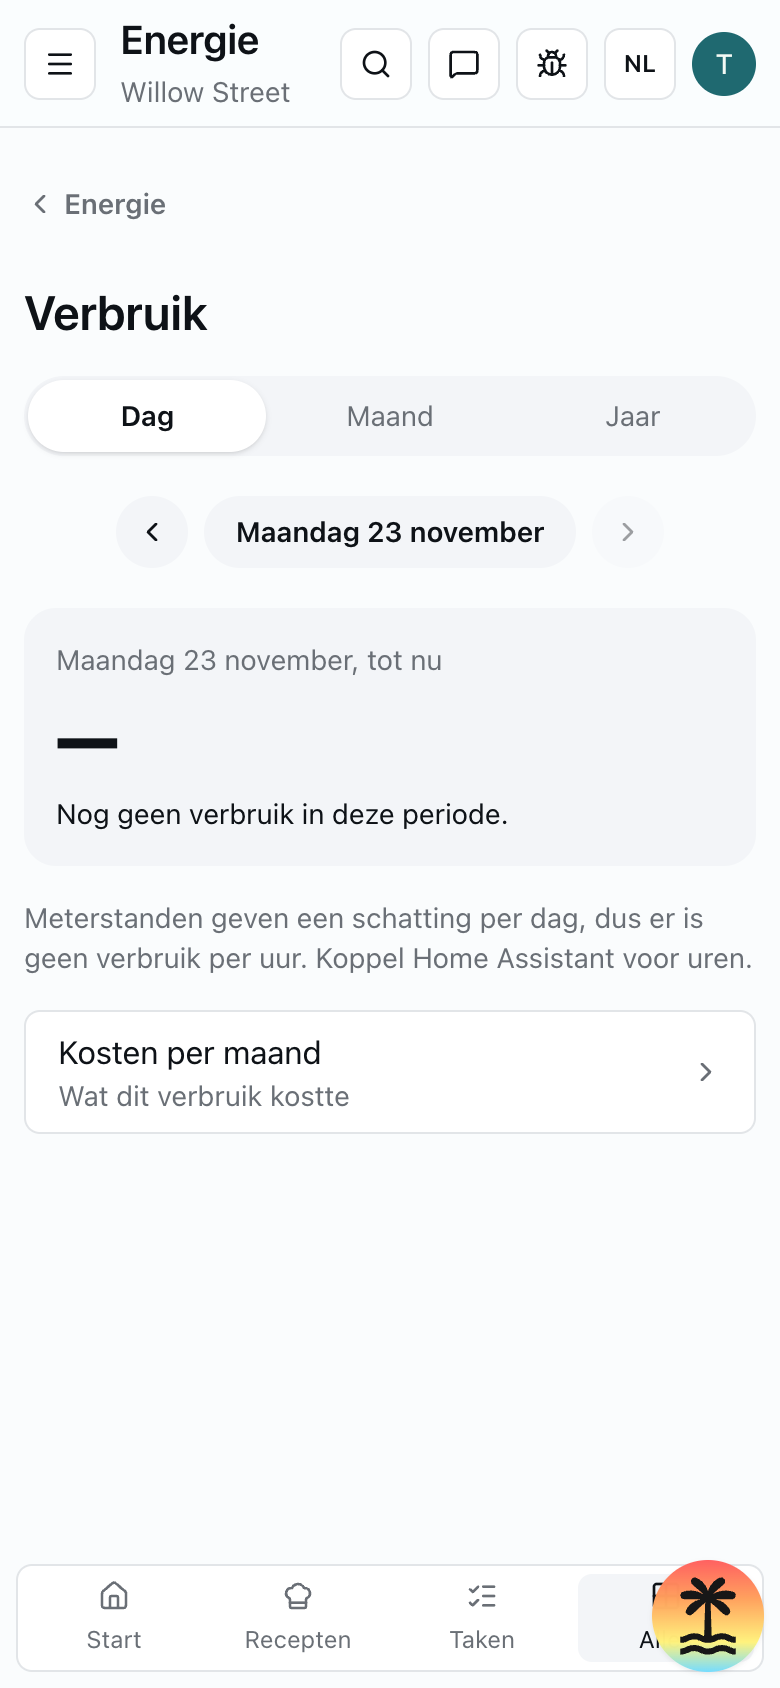 Energie
Willow Street
NL
T
Energie
Verbruik
Dag
Maand
Jaar
Maandag 23 november
Maandag 23 november, tot nu
—
Nog geen verbruik in deze periode.
Meterstanden geven een schatting per dag, dus er is
geen verbruik per uur. Koppel Home Assistant voor uren.
Kosten per maand
Wat dit verbruik kostte
Start
Recepten
Taken